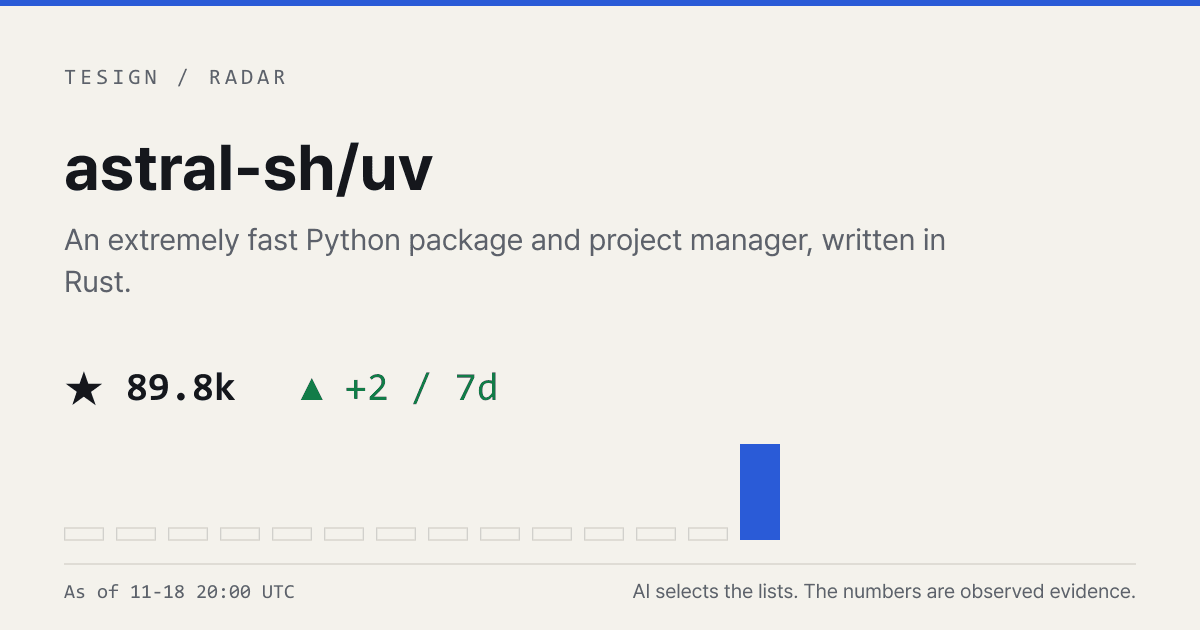 TESIGN / RADAR
astral-sh/uv
An extremely fast Python package and project manager, written in
Rust.
★ 89.8k ▲ +2 / 7d
As of 11-18 20:00 UTC
AI selects the lists. The numbers are observed evidence.